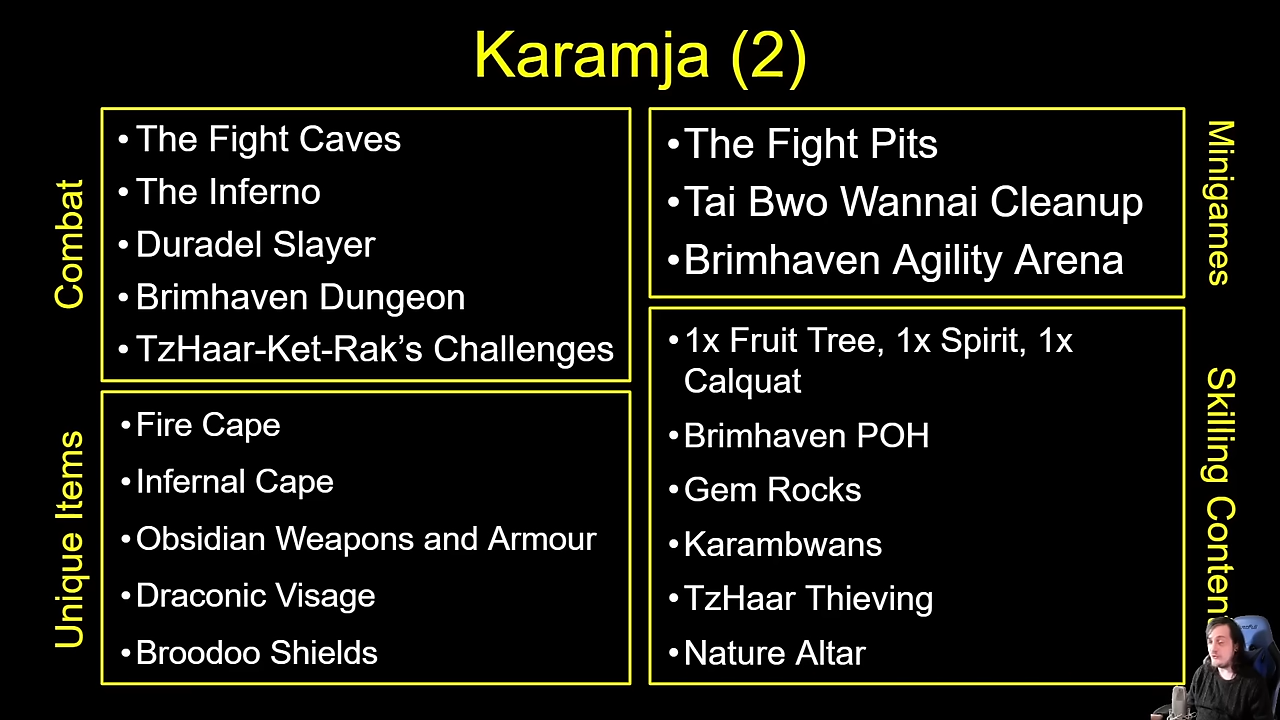 Karamja (2)
Combat
•The Fight Caves
•The Inferno
•Duradel Slayer
•Brimhaven Dungeon
•TzHaar-Ket-Rak’s Challenges
•The Fight Pits
•Tai Bwo Wannai Cleanup
•Brimhaven Agility Arena
Minigames
Unique Items
•Fire Cape
•Infernal Cape
•Obsidian Weapons and Armour
•Draconic Visage
•Broodoo Shields
•1x Fruit Tree, 1x Spirit, 1x
Calquat
•Brimhaven POH
•Gem Rocks
•Karambwans
•TzHaar Thieving
•Nature Altar
Skilling Content